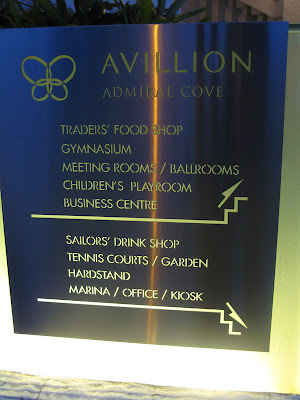 AVILLION
ADMIRAL COVE
TRADERS' FOOD SHOP
GYMNASIUM
MEETING ROOMS / BALLROOMS
CHILDREN'S PLAYROOM
BUSINESS CENTRE
SAILORS' DRINK SHOP
TENNIS COURTS / GARDEN
HARDSTAND
MARINA / OFFICE / KIOSK